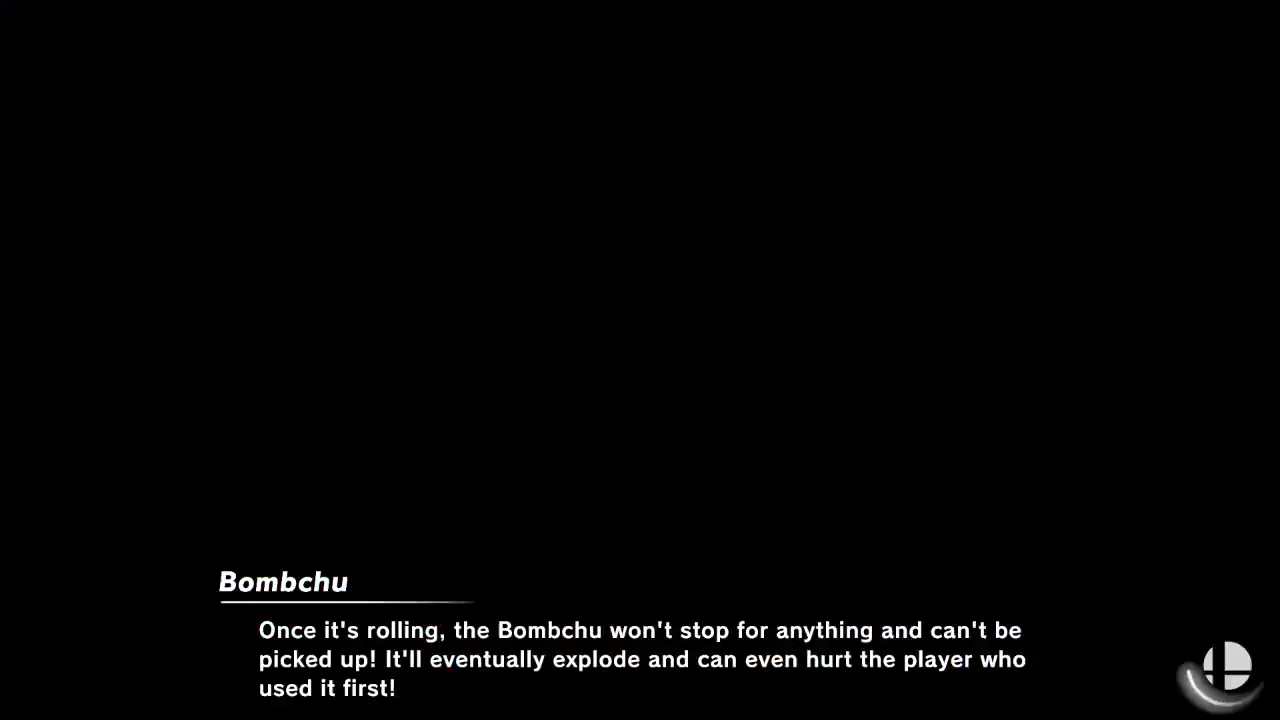 Bombchu
Once it's rolling, the Bombchu won't stop for anything and can't be
picked up! It'll eventually explode and can even hurt the player who
used it first!